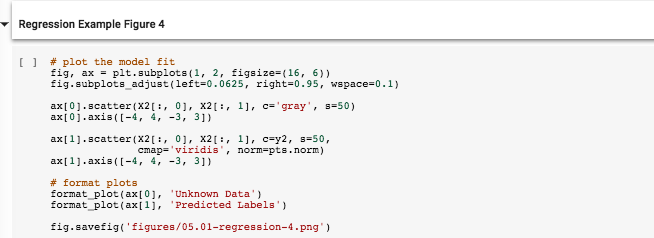 Regression Example Figure 4
[ ] # plot the model fit
fig, ax = plt.subplots(1, 2, figsize=(16, 6))
fig.subplots_adjust(left=0.0625, right=0.95, wspace=0.1)
ax[0].scatter(X2[:, 0], X2[:, 1], c='gray', s=50)
ax[0].axis([-4, 4, -3, 3])
ax[1].scatter(X2[:, 0], X2[:, 1], c=y2, s=50,
cmap='viridis', norm=pts.norm)
ax[1].axis([-4, 4, -3, 3])
# format plots
format_plot(ax[0], 'Unknown Data')
format_plot(ax[1], 'Predicted Labels')
fig.savefig('figures/05.01-regression-4.png')